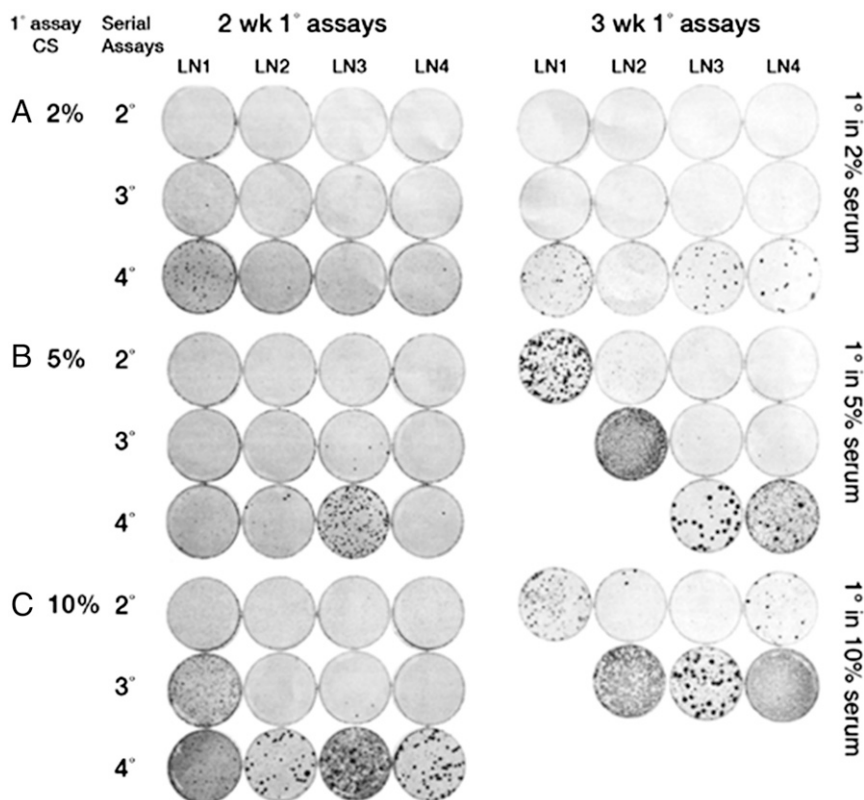 1° assay CS Serial Assays 2 wk 1° assays 3 wk 1° assays
LN1 LN2 LN3 LN4 LN1 LN2 LN3 LN4
A 2% 2°
3°
4°
1° in 2% serum
B 5% 2°
3°
4°
1° in 5% serum
C 10% 2°
3°
4°
1° in 10% serum